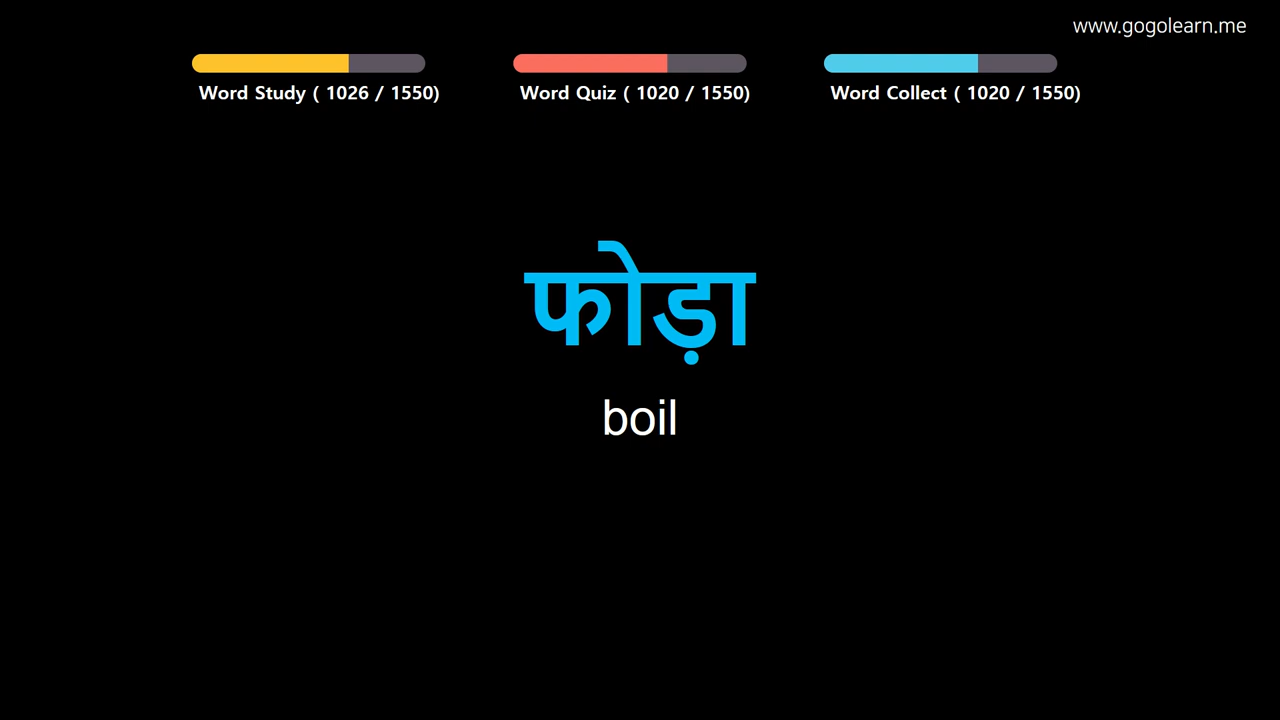 www.gogolearn.me
Word Study ( 1026 / 1550)
Word Quiz ( 1020 / 1550)
Word Collect ( 1020 / 1550)
फोड़ा
boil